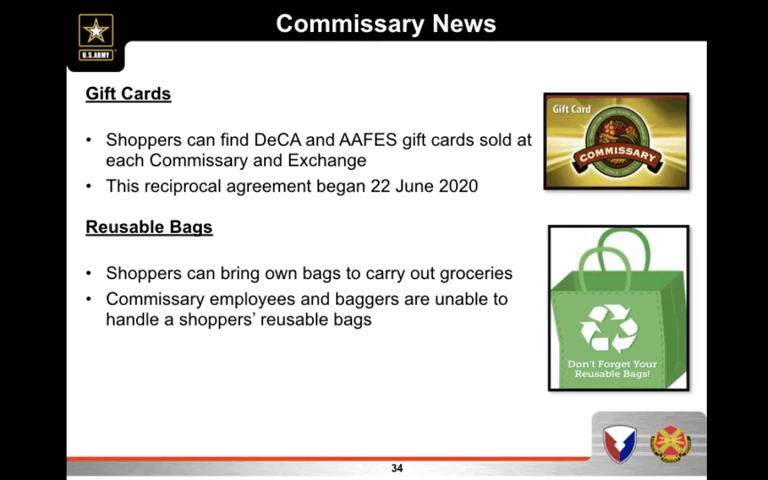 Commissary News
U.S.ARMY
Gift Cards
• Shoppers can find DeCA and AAFES gift cards sold at
each Commissary and Exchange
• This reciprocal agreement began 22 June 2020
Gift Card
COMMISSARY
Reusable Bags
• Shoppers can bring own bags to carry out groceries
• Commissary employees and baggers are unable to
handle a shoppers’ reusable bags
Don't Forget Your
Reusable Bags!
34